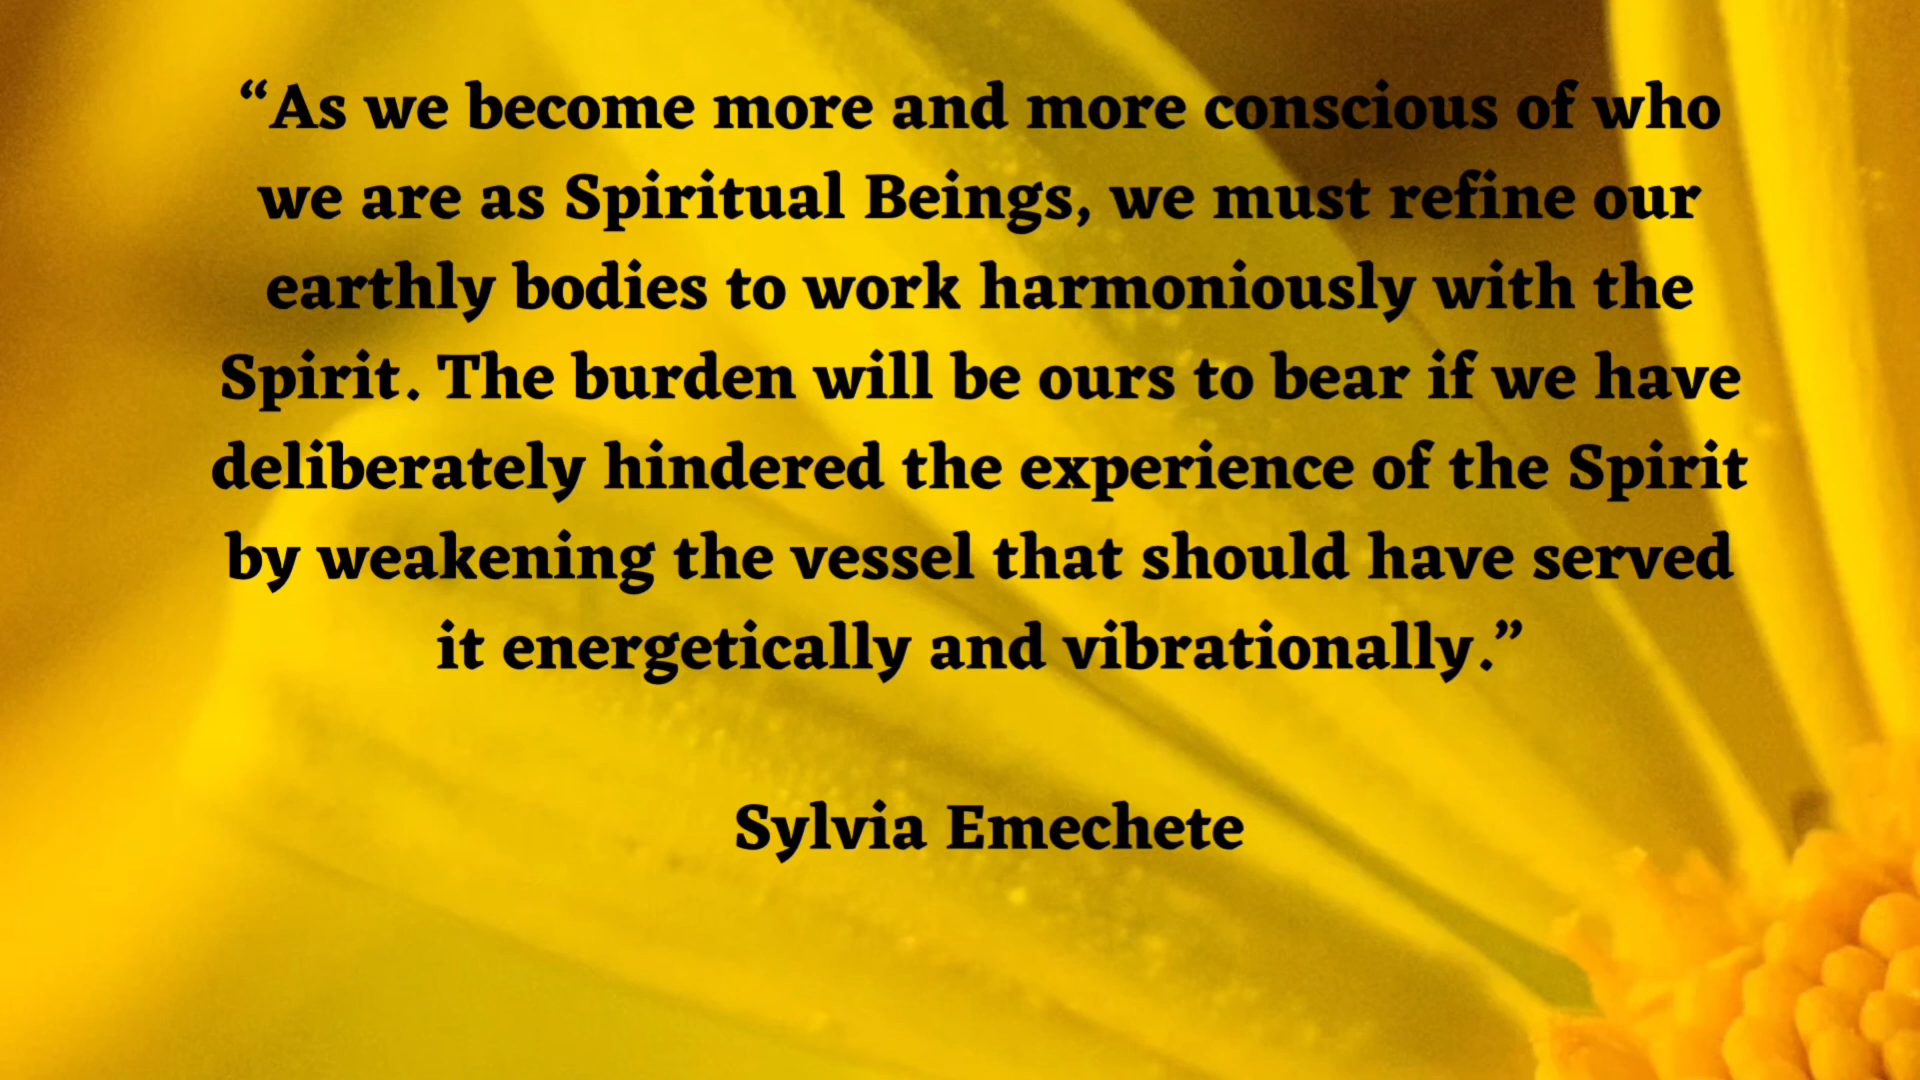 “As we become more and more conscious of who
we are as Spiritual Beings, we must refine our
earthly bodies to work harmoniously with the
Spirit. The burden will be ours to bear if we have
deliberately hindered the experience of the Spirit
by weakening the vessel that should have served
it energetically and vibrationally.”
Sylvia Emechete